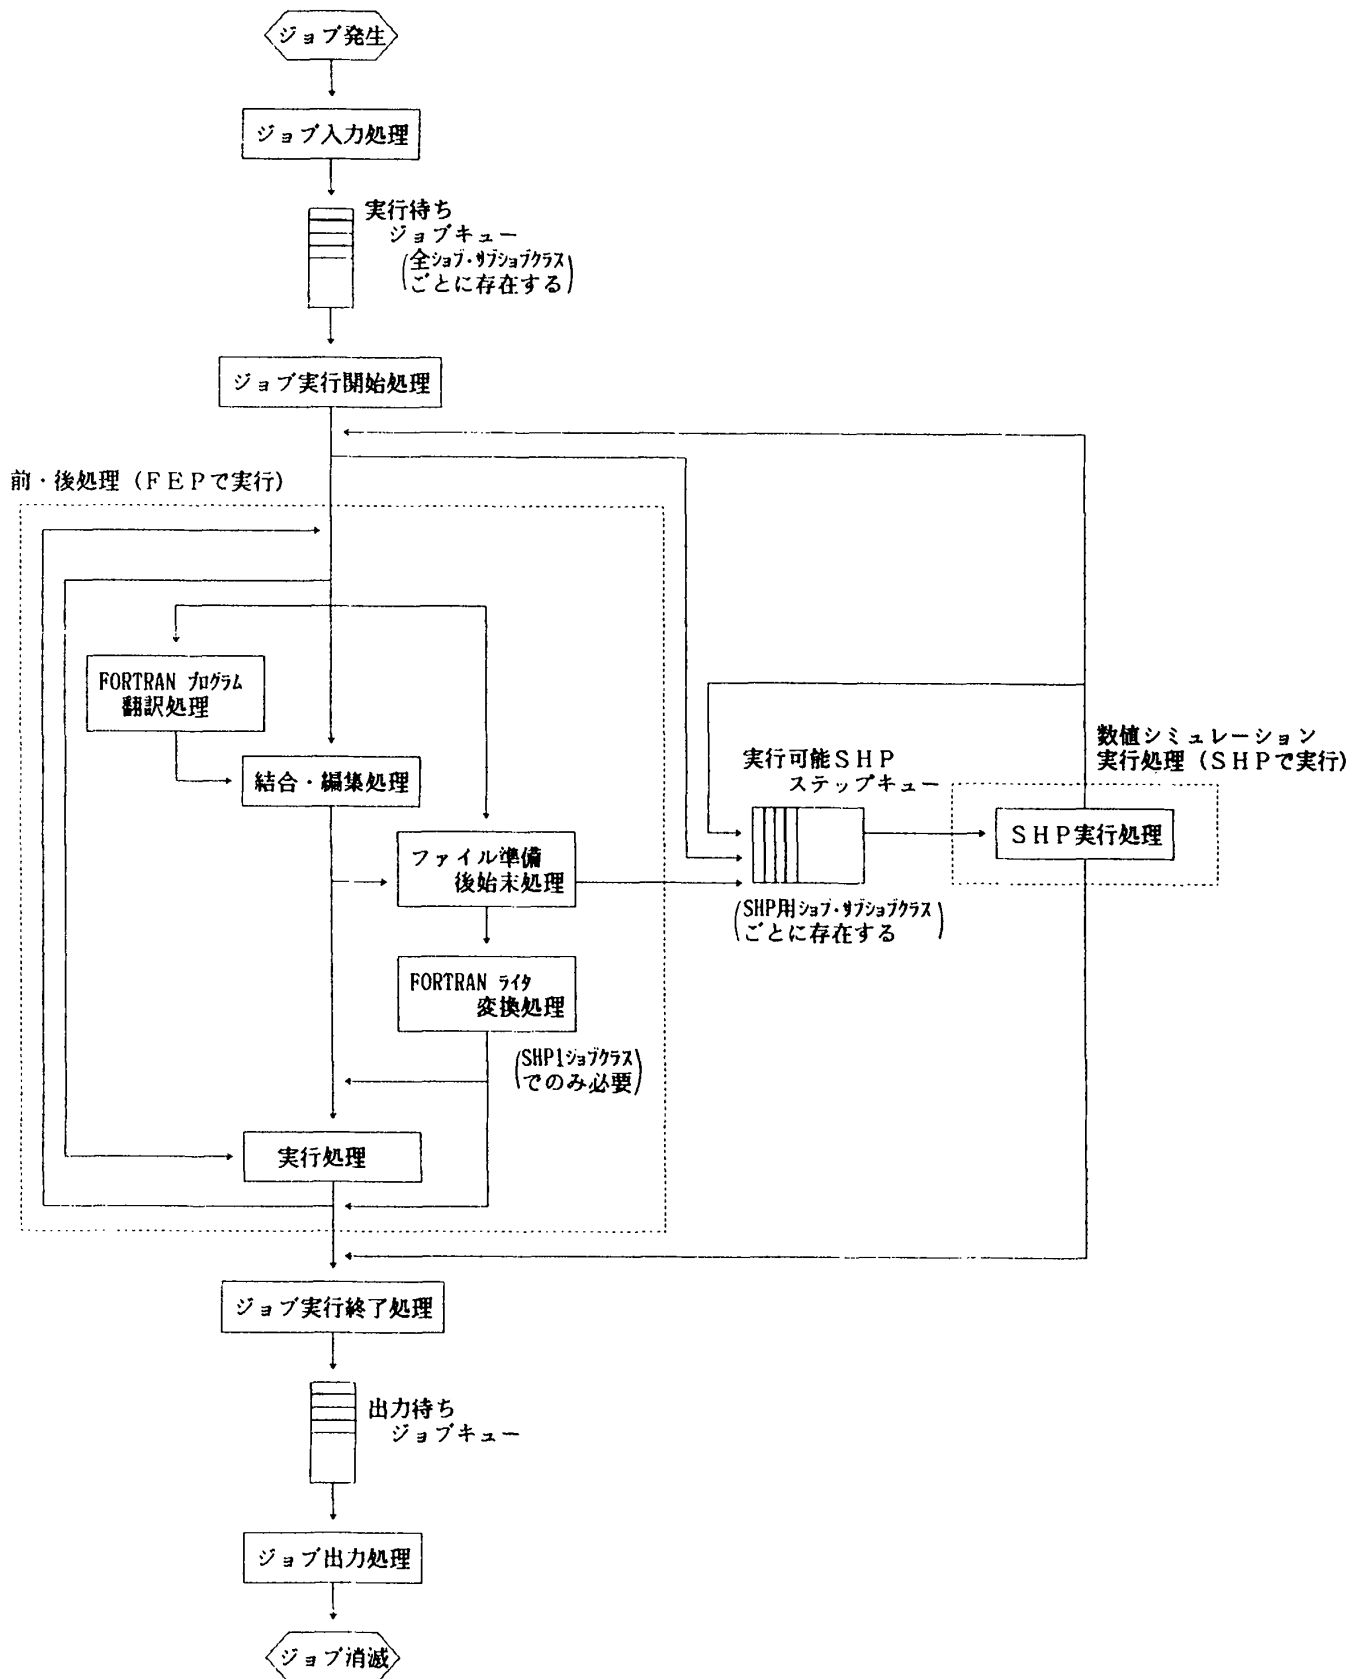 ジョブ発生
ジョブ入力処理
実行待ち
ジョブキュー
(全ジョブ・サブジョブクラス
ごとに存在する)
ジョブ実行開始処理
前・後処理(FEPで実行)
FORTRAN プログラム
翻訳処理
結合・編集処理
ファイル準備
後始末処理
FORTRAN ライタ
変換処理
(SHP1ジョブクラス
でのみ必要)
実行処理
実行可能SHP
ステップキュー
(SHP用ジョブ・サブジョブクラス
ごとに存在する)
数値シミュレーション
実行処理(SHPで実行)
SHP実行処理
ジョブ実行終了処理
出力待ち
ジョブキュー
ジョブ出力処理
ジョブ消滅